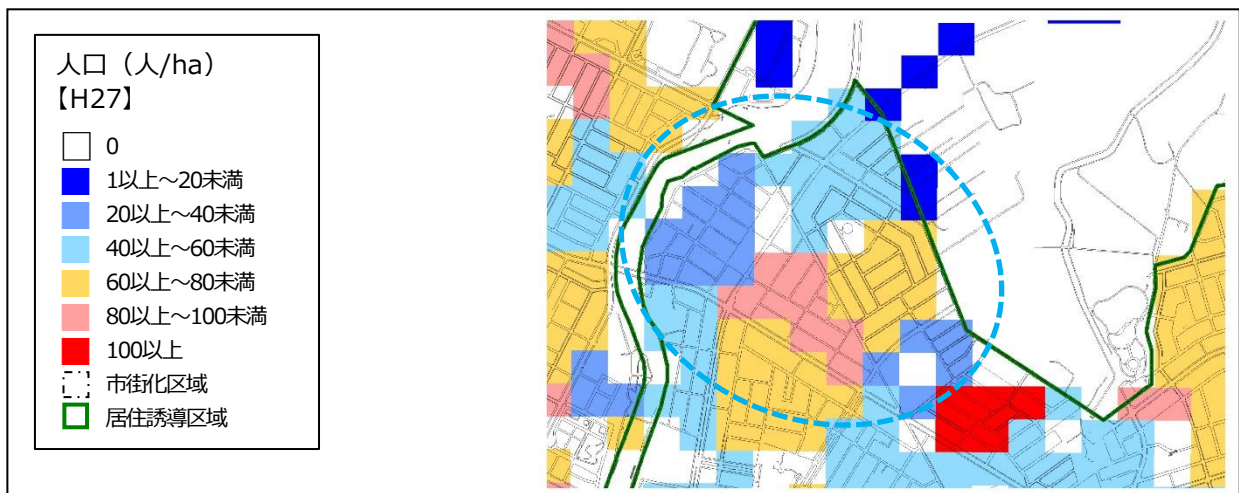 人口（人/ha）
【H27】
0
1以上～20未満
20以上～40未満
40以上～60未満
60以上～80未満
80以上～100未満
100以上
市街化区域
居住誘導区域